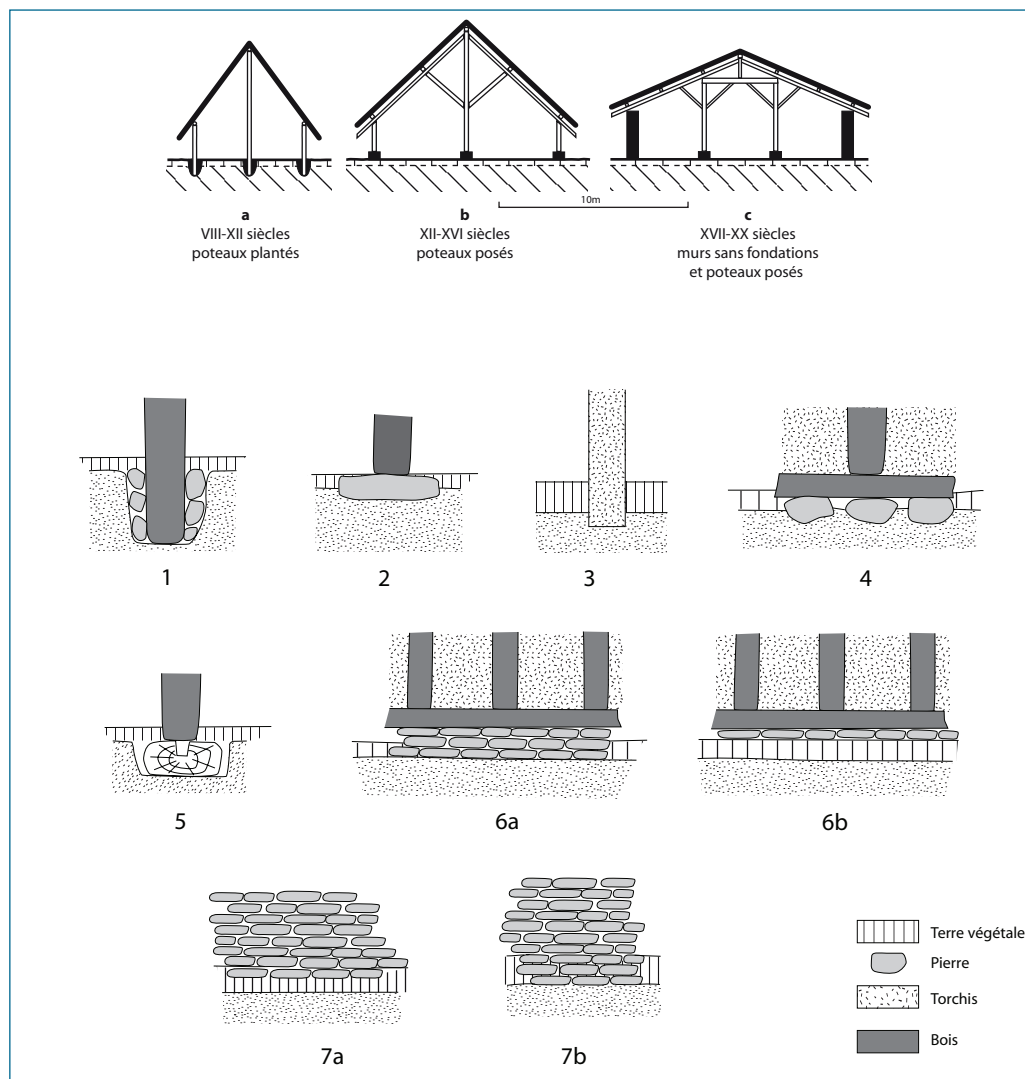 10m
a
VIII-XII siècles
poteaux plantés
b
XII-XVI siècles
poteaux posés
c
XVII-XX siècles
murs sans fondations
et poteaux posés
1
2
3
4
5
6a
6b
7a
7b
Terre végétale
Pierre
Torchis
Bois